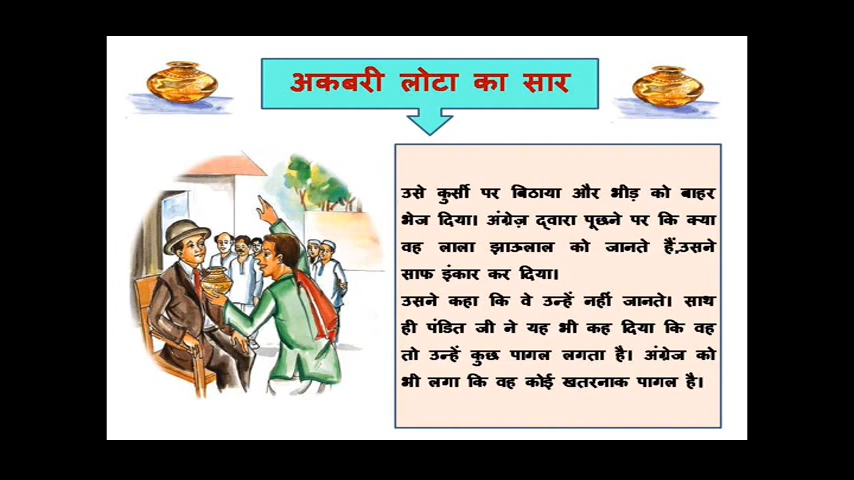 अकबरी लोटा का सार
उसे कुर्सी पर बिठाया और भीड़ को बाहर
भेज दिया। अंग्रेज़ द्वारा पूछने पर कि क्या
वह लाला झाऊलाल को जानते हैं,उसने
साफ इंकार कर दिया।
उसने कहा कि वे उन्हें नहीं जानते। साथ
ही पंडित जी ने यह भी कह दिया कि वह
तो उन्हें कुछ पागल लगता है। अंग्रेज को
भी लगा कि वह कोई खतरनाक पागल है।